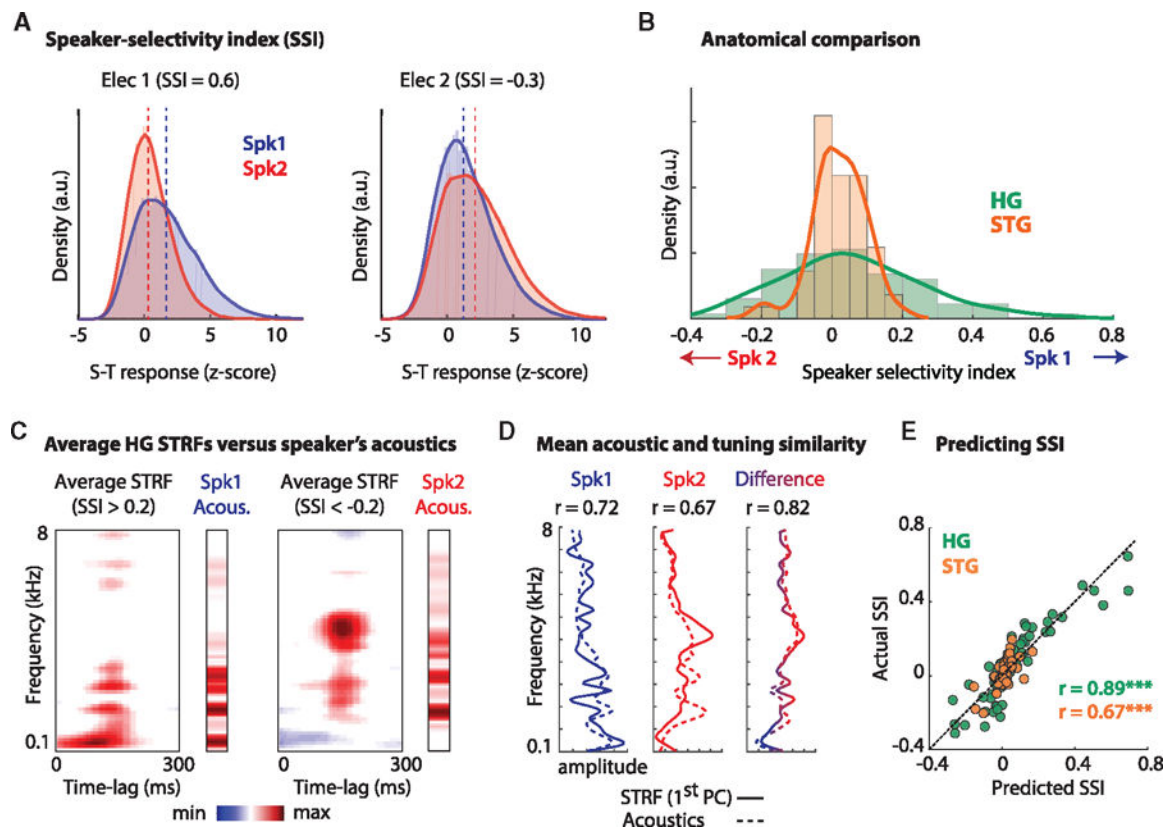 A
Speaker-selectivity index (SSI)
Elec 1 (SSI = 0.6)
Elec 2 (SSI = -0.3)
Spk1
Spk2
Density (a.u.)
Density (a.u.)
-5 0 5 10
-5 0 5 10
S-T response (z-score)
S-T response (z-score)
B
Anatomical comparison
HG
STG
Density (a.u.)
-0.4 -0.2 0 0.2 0.4 0.6 0.8
Spk 2
Spk 1
Speaker selectivity index
C
Average HG STRFs versus speaker's acoustics
Average STRF
(SSI > 0.2)
Spk1
Acous.
Average STRF
(SSI < -0.2)
Spk2
Acous.
8
Frequency (kHz)
0.1
0 300
0 300
Time-lag (ms)
Time-lag (ms)
min max
D
Mean acoustic and tuning similarity
Spk1
Spk2
Difference
r = 0.72
r = 0.67
r = 0.82
8
Frequency (kHz)
0.1
amplitude
STRF (1st PC)
Acoustics
E
Predicting SSI
HG
STG
0.8
0.4
0
-0.4
Actual SSI
r = 0.89***
r = 0.67***
-0.4 0 0.4 0.8
Predicted SSI